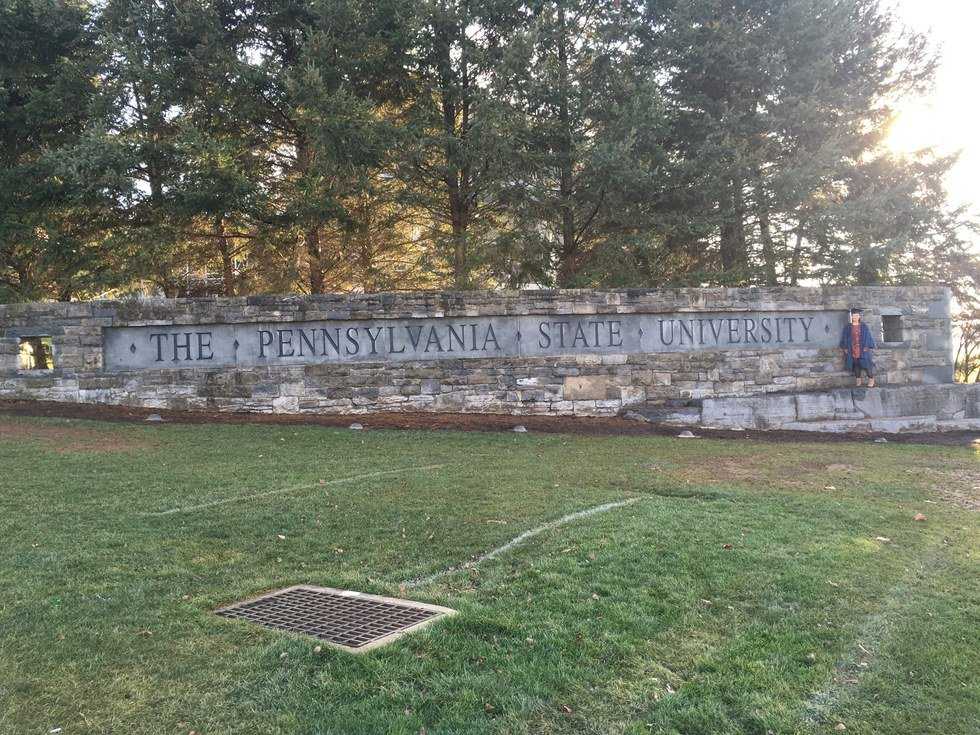 THE ⬧ PENNSYLVANIA ⬧ STATE ⬧ UNIVERSITY